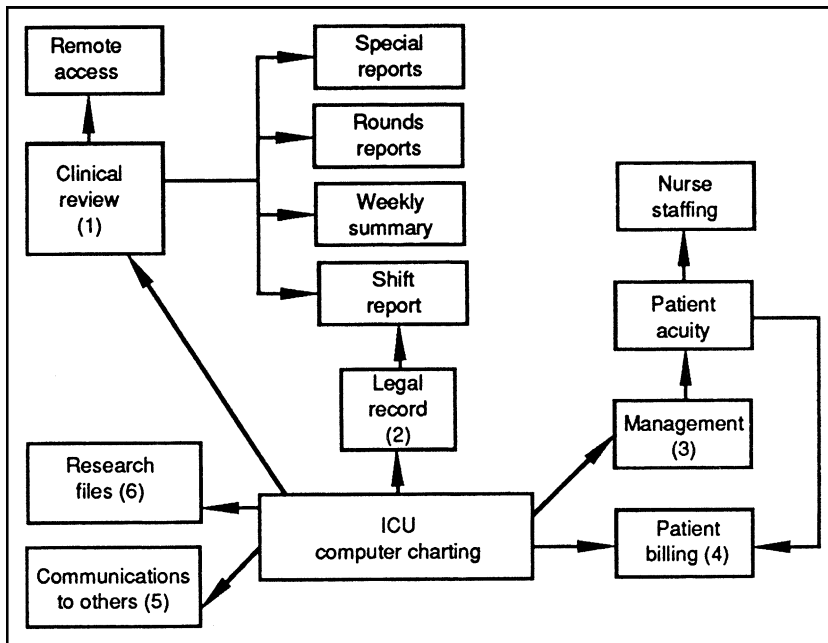 Remote
access
Special
reports
Rounds
reports
Clinical
review
(1)
Weekly
summary
Nurse
staffing
Shift
report
Patient
acuity
Legal
record
(2)
Management
(3)
Research
files (6)
ICU
computer charting
Patient
billing (4)
Communications
to others (5)